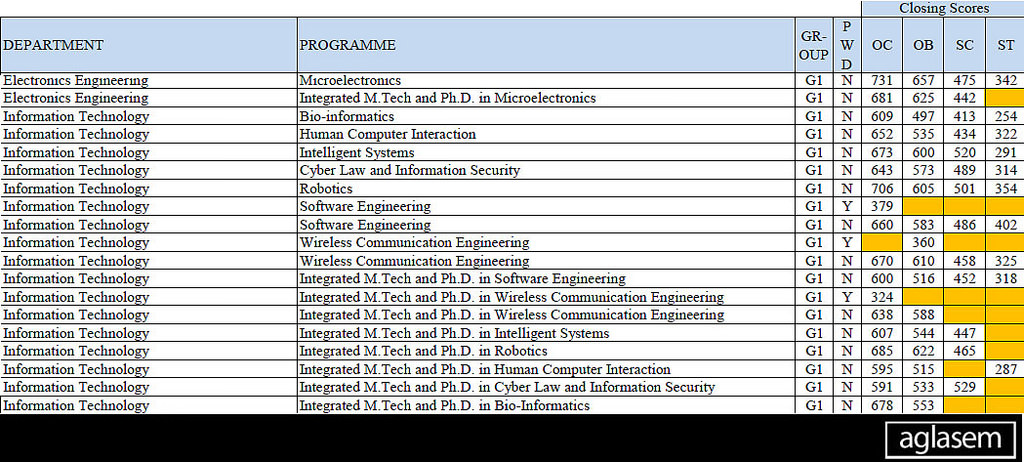 Closing Scores
DEPARTMENT PROGRAMME GR-OUP P W D OC OB SC ST
Electronics Engineering Microelectronics G1 N 731 657 475 342
Electronics Engineering Integrated M.Tech and Ph.D. in Microelectronics G1 N 681 625 442
Information Technology Bio-informatics G1 N 609 497 413 254
Information Technology Human Computer Interaction G1 N 652 535 434 322
Information Technology Intelligent Systems G1 N 673 600 520 291
Information Technology Cyber Law and Information Security G1 N 643 573 489 314
Information Technology Robotics G1 N 706 605 501 354
Information Technology Software Engineering G1 Y 379
Information Technology Software Engineering G1 N 660 583 486 402
Information Technology Wireless Communication Engineering G1 Y 360
Information Technology Wireless Communication Engineering G1 N 670 610 458 325
Information Technology Integrated M.Tech and Ph.D. in Software Engineering G1 N 600 516 452 318
Information Technology Integrated M.Tech and Ph.D. in Wireless Communication Engineering G1 Y 324
Information Technology Integrated M.Tech and Ph.D. in Wireless Communication Engineering G1 N 638 588
Information Technology Integrated M.Tech and Ph.D. in Intelligent Systems G1 N 607 544 447
Information Technology Integrated M.Tech and Ph.D. in Robotics G1 N 685 622 465
Information Technology Integrated M.Tech and Ph.D. in Human Computer Interaction G1 N 595 515 287
Information Technology Integrated M.Tech and Ph.D. in Cyber Law and Information Security G1 N 591 533 529
Information Technology Integrated M.Tech and Ph.D. in Bio-Informatics G1 N 678 553
aglasem